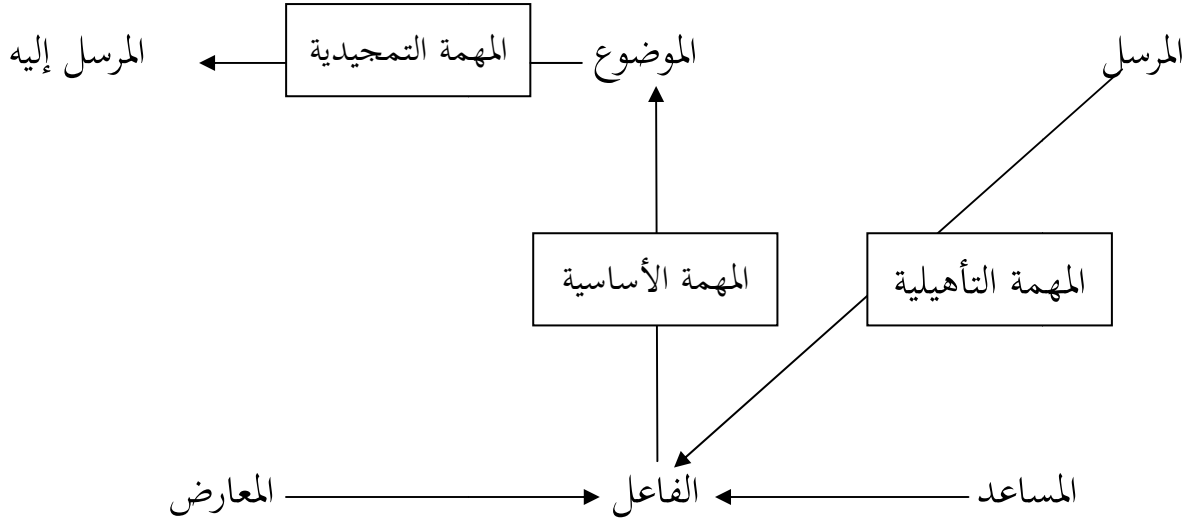 المرسل
الموضوع
المهمة التمجيدية
المرسل إليه
المهمة التأهيلية
المهمة الأساسية
المساعد
الفاعل
المعارض